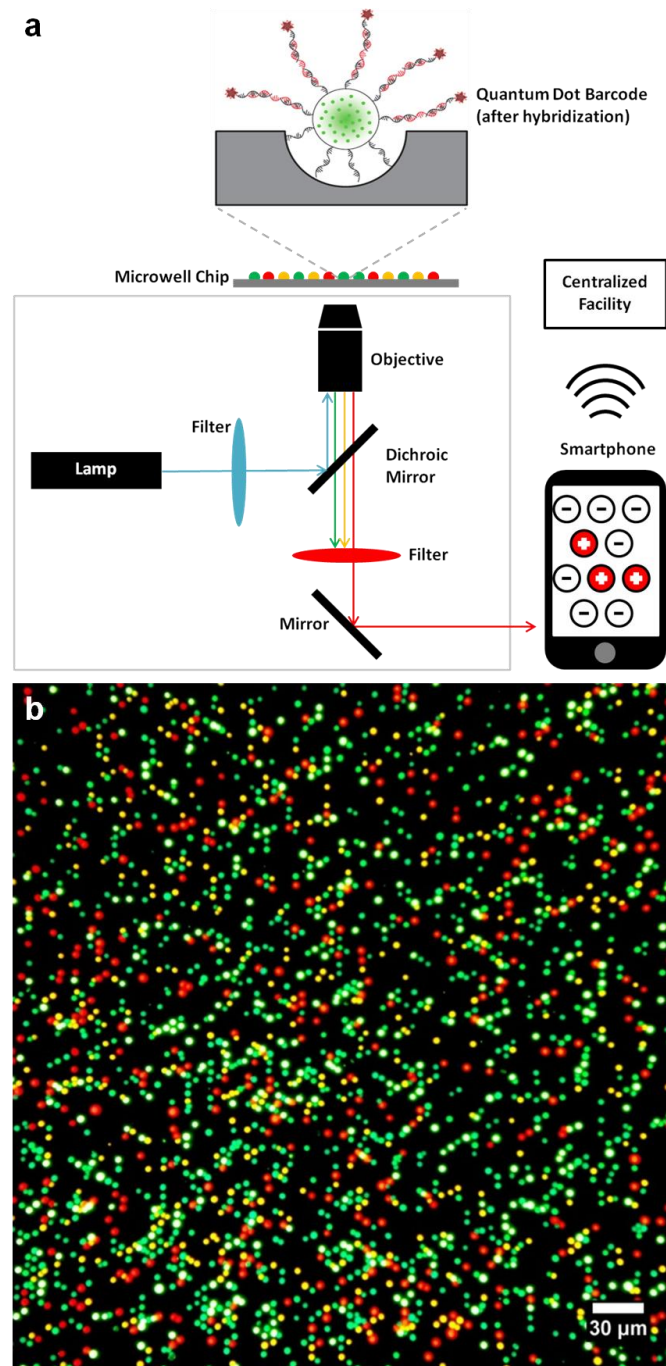 a
Quantum Dot Barcode
(after hybridization)
Microwell Chip
Centralized
Facility
Objective
Filter
Smartphone
Lamp
Dichroic
Mirror
Filter
Mirror
b
30 µm